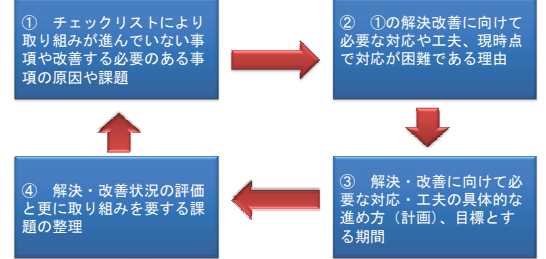 ① チェックリストにより
取り組みが進んでいない事
項や改善する必要のある事
項の原因や課題
② ①の解決改善に向けて
必要な対応や工夫、現時点
で対応が困難である理由
③ 解決・改善に向けて必
要な対応・工夫の具体的な
進め方（計画）、目標とす
る期間
④ 解決・改善状況の評価
と更に取り組みを要する課
題の整理